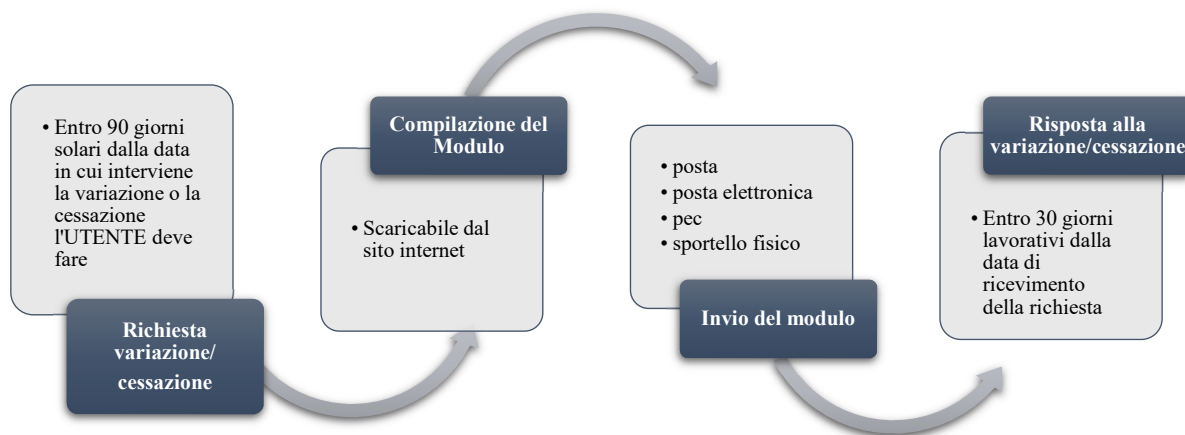 • Entro 90 giorni
solari dalla data
in cui interviene
la variazione o la
cessazione
l'UTENTE deve
fare
Richiesta
variazione/
cessazione
Compilazione del
Modulo
• Scaricabile dal
sito internet
• posta
• posta elettronica
• pec
• sportello fisico
Invio del modulo
Risposta alla
variazione/cessazione
• Entro 30 giorni
lavorativi dalla
data di
ricevimento
della richiesta